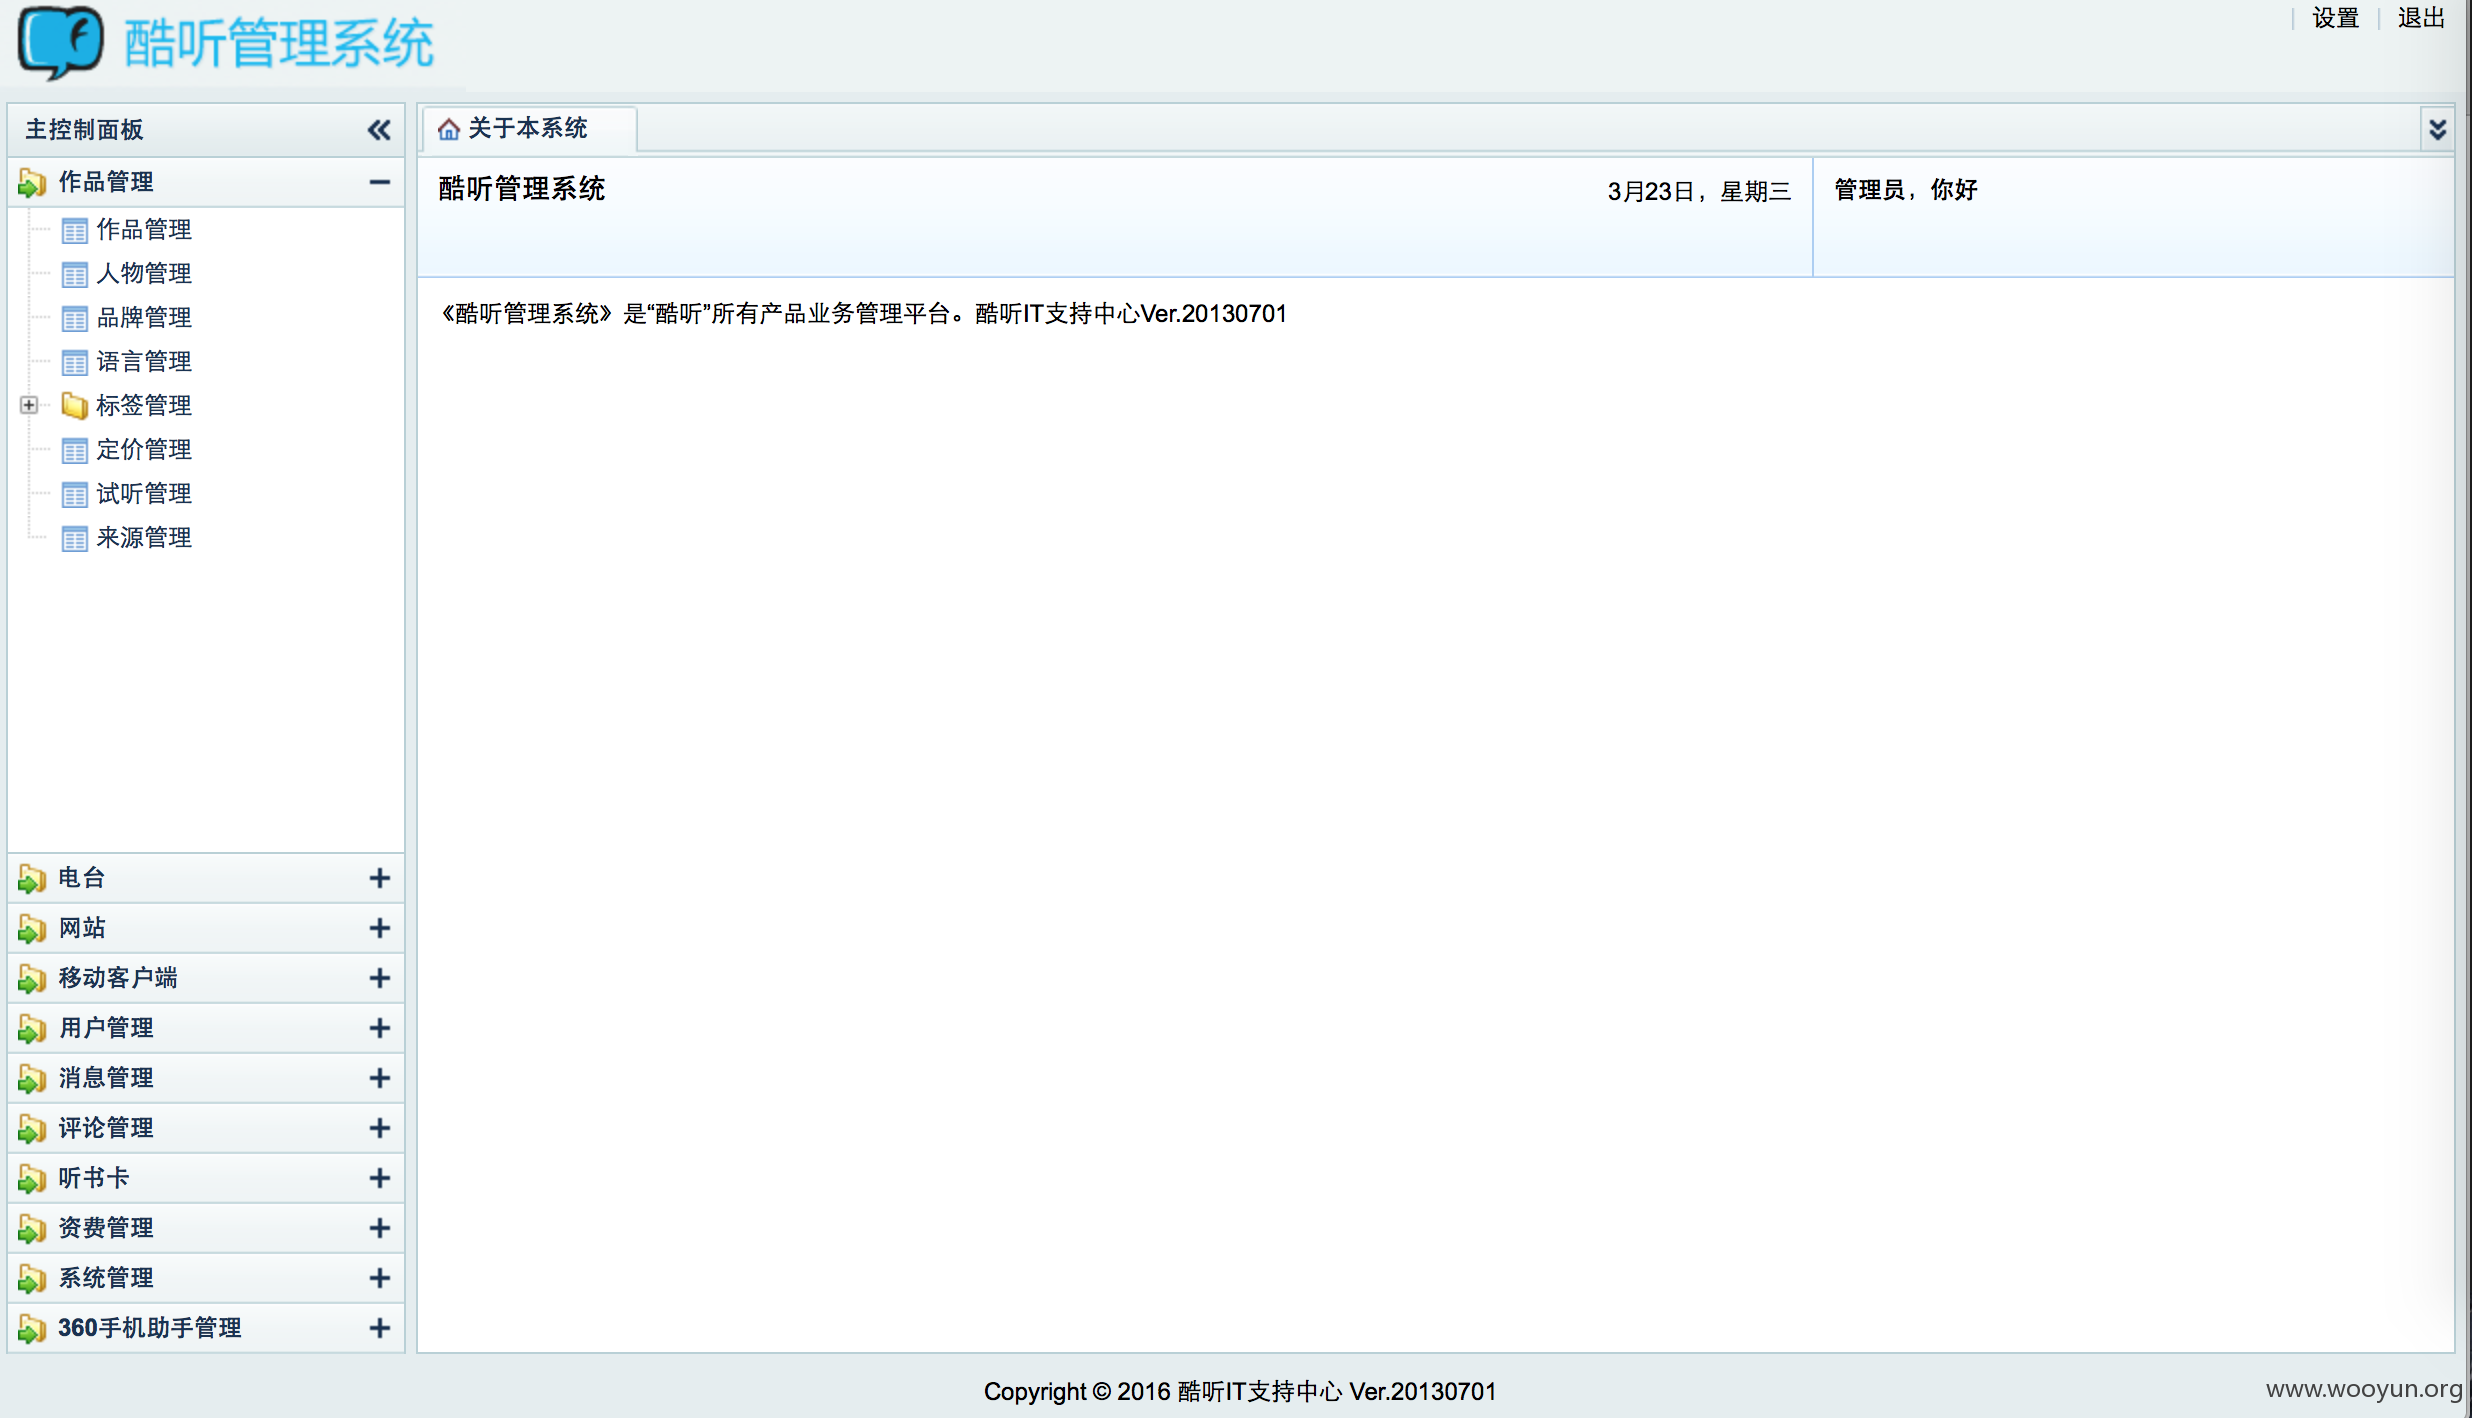 酷听管理系统
设置
退出
主控制面板
作品管理
作品管理
人物管理
品牌管理
语言管理
标签管理
定价管理
试听管理
来源管理
电台
网站
移动客户端
用户管理
消息管理
评论管理
听书卡
资费管理
系统管理
360手机助手管理
关于本系统
酷听管理系统
3月23日，星期三
管理员，你好
《酷听管理系统》是“酷听”所有产品业务管理平台。酷听IT支持中心Ver.20130701
Copyright © 2016 酷听IT支持中心 Ver.20130701
www.wooyun.org